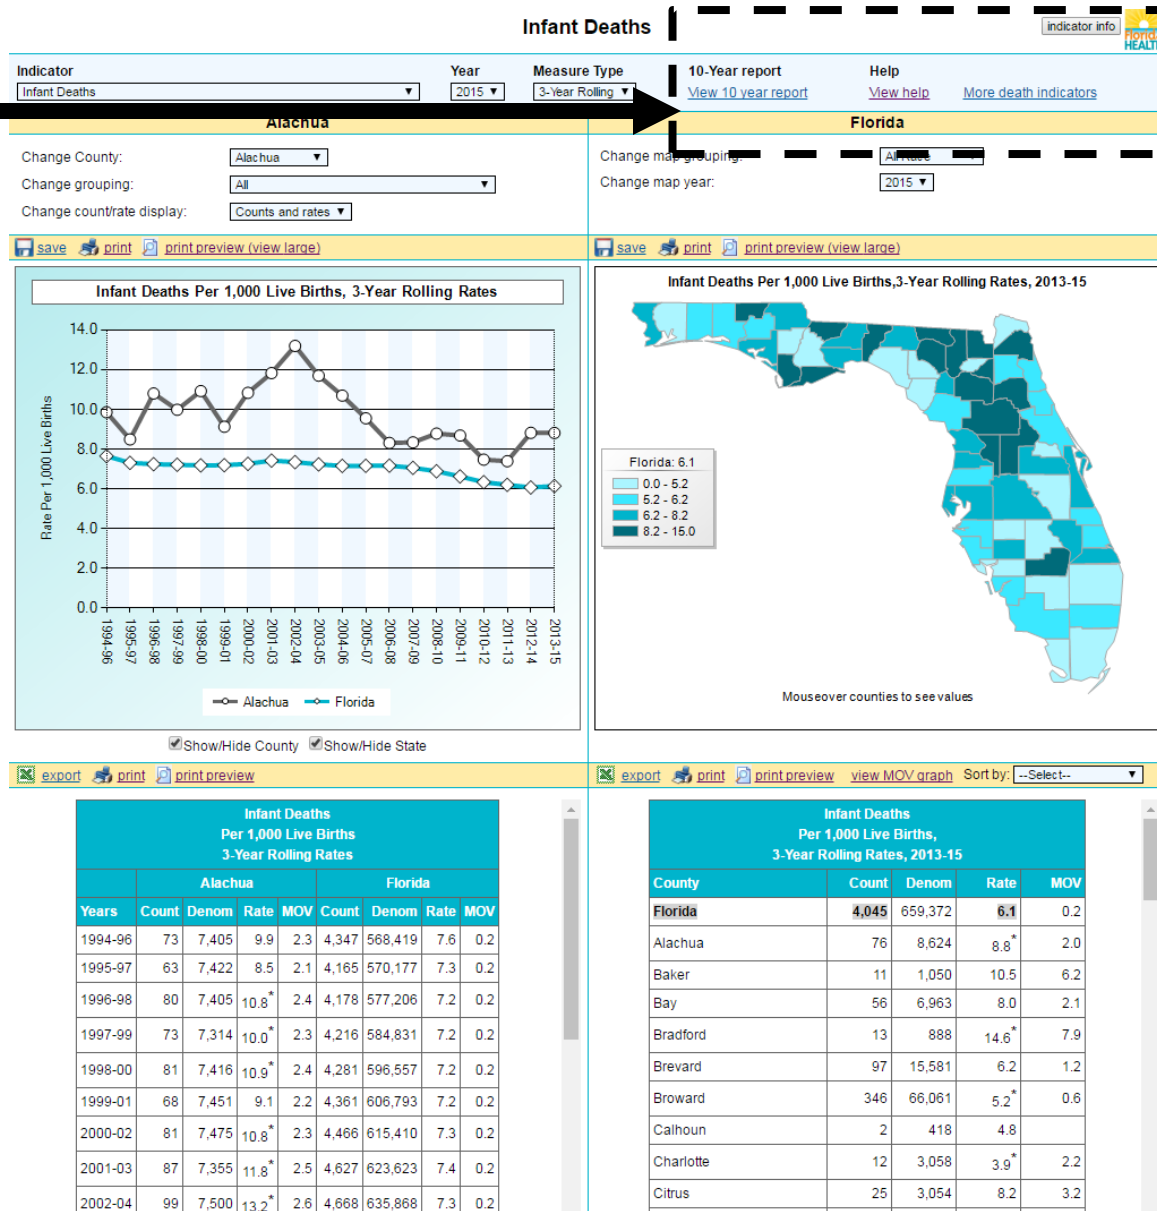 Infant Deaths
indicator info
Florida
HEALTH
Indicator Year Measure Type 10-Year report Help
Infant Deaths 2015 3-Year Rolling View 10 year report View help More death indicators
Alachua Florida
Change County: Alachua
Change grouping: All
Change count/rate display: Counts and rates
Change map grouping: All Race
Change map year: 2015
save print print preview (view large)
save print print preview (view large)
Infant Deaths Per 1,000 Live Births, 3-Year Rolling Rates
14.0
12.0
10.0
8.0
6.0
4.0
2.0
0.0
Rate Per 1,000 Live Births
1994-96 1995-97 1996-98 1997-99 1998-00 1999-01 2000-02 2001-03 2002-04 2003-05 2004-06 2005-07 2006-08 2007-09 2008-10 2009-11 2010-12 2011-13 2012-14 2013-15
Alachua Florida
Show/Hide County Show/Hide State
Infant Deaths Per 1,000 Live Births,3-Year Rolling Rates, 2013-15
Florida: 6.1
0.0 - 5.2
5.2 - 6.2
6.2 - 8.2
8.2 - 15.0
Mouseover counties to see values
export print print preview
export print print preview view MOV graph Sort by: --Select--
Infant Deaths
Per 1,000 Live Births
3-Year Rolling Rates
Alachua Florida
Years Count Denom Rate MOV Count Denom Rate MOV
1994-96 73 7,405 9.9 2.3 4,347 568,419 7.6 0.2
1995-97 63 7,422 8.5 2.1 4,165 570,177 7.3 0.2
1996-98 80 7,405 10.8* 2.4 4,178 577,206 7.2 0.2
1997-99 73 7,314 10.0* 2.3 4,216 584,831 7.2 0.2
1998-00 81 7,416 10.9* 2.4 4,281 596,557 7.2 0.2
1999-01 68 7,451 9.1 2.2 4,361 606,793 7.2 0.2
2000-02 81 7,475 10.8* 2.3 4,466 615,410 7.3 0.2
2001-03 87 7,355 11.8* 2.5 4,627 623,623 7.4 0.2
2002-04 99 7,500 13.2* 2.6 4,668 635,868 7.3 0.2
Infant Deaths
Per 1,000 Live Births,
3-Year Rolling Rates, 2013-15
County Count Denom Rate MOV
Florida 4,045 659,372 6.1 0.2
Alachua 76 8,624 8.8* 2.0
Baker 11 1,050 10.5 6.2
Bay 56 6,963 8.0 2.1
Bradford 13 888 14.6* 7.9
Brevard 97 15,581 6.2 1.2
Broward 346 66,061 5.2* 0.6
Calhoun 2 418 4.8
Charlotte 12 3,058 3.9* 2.2
Citrus 25 3,054 8.2 3.2